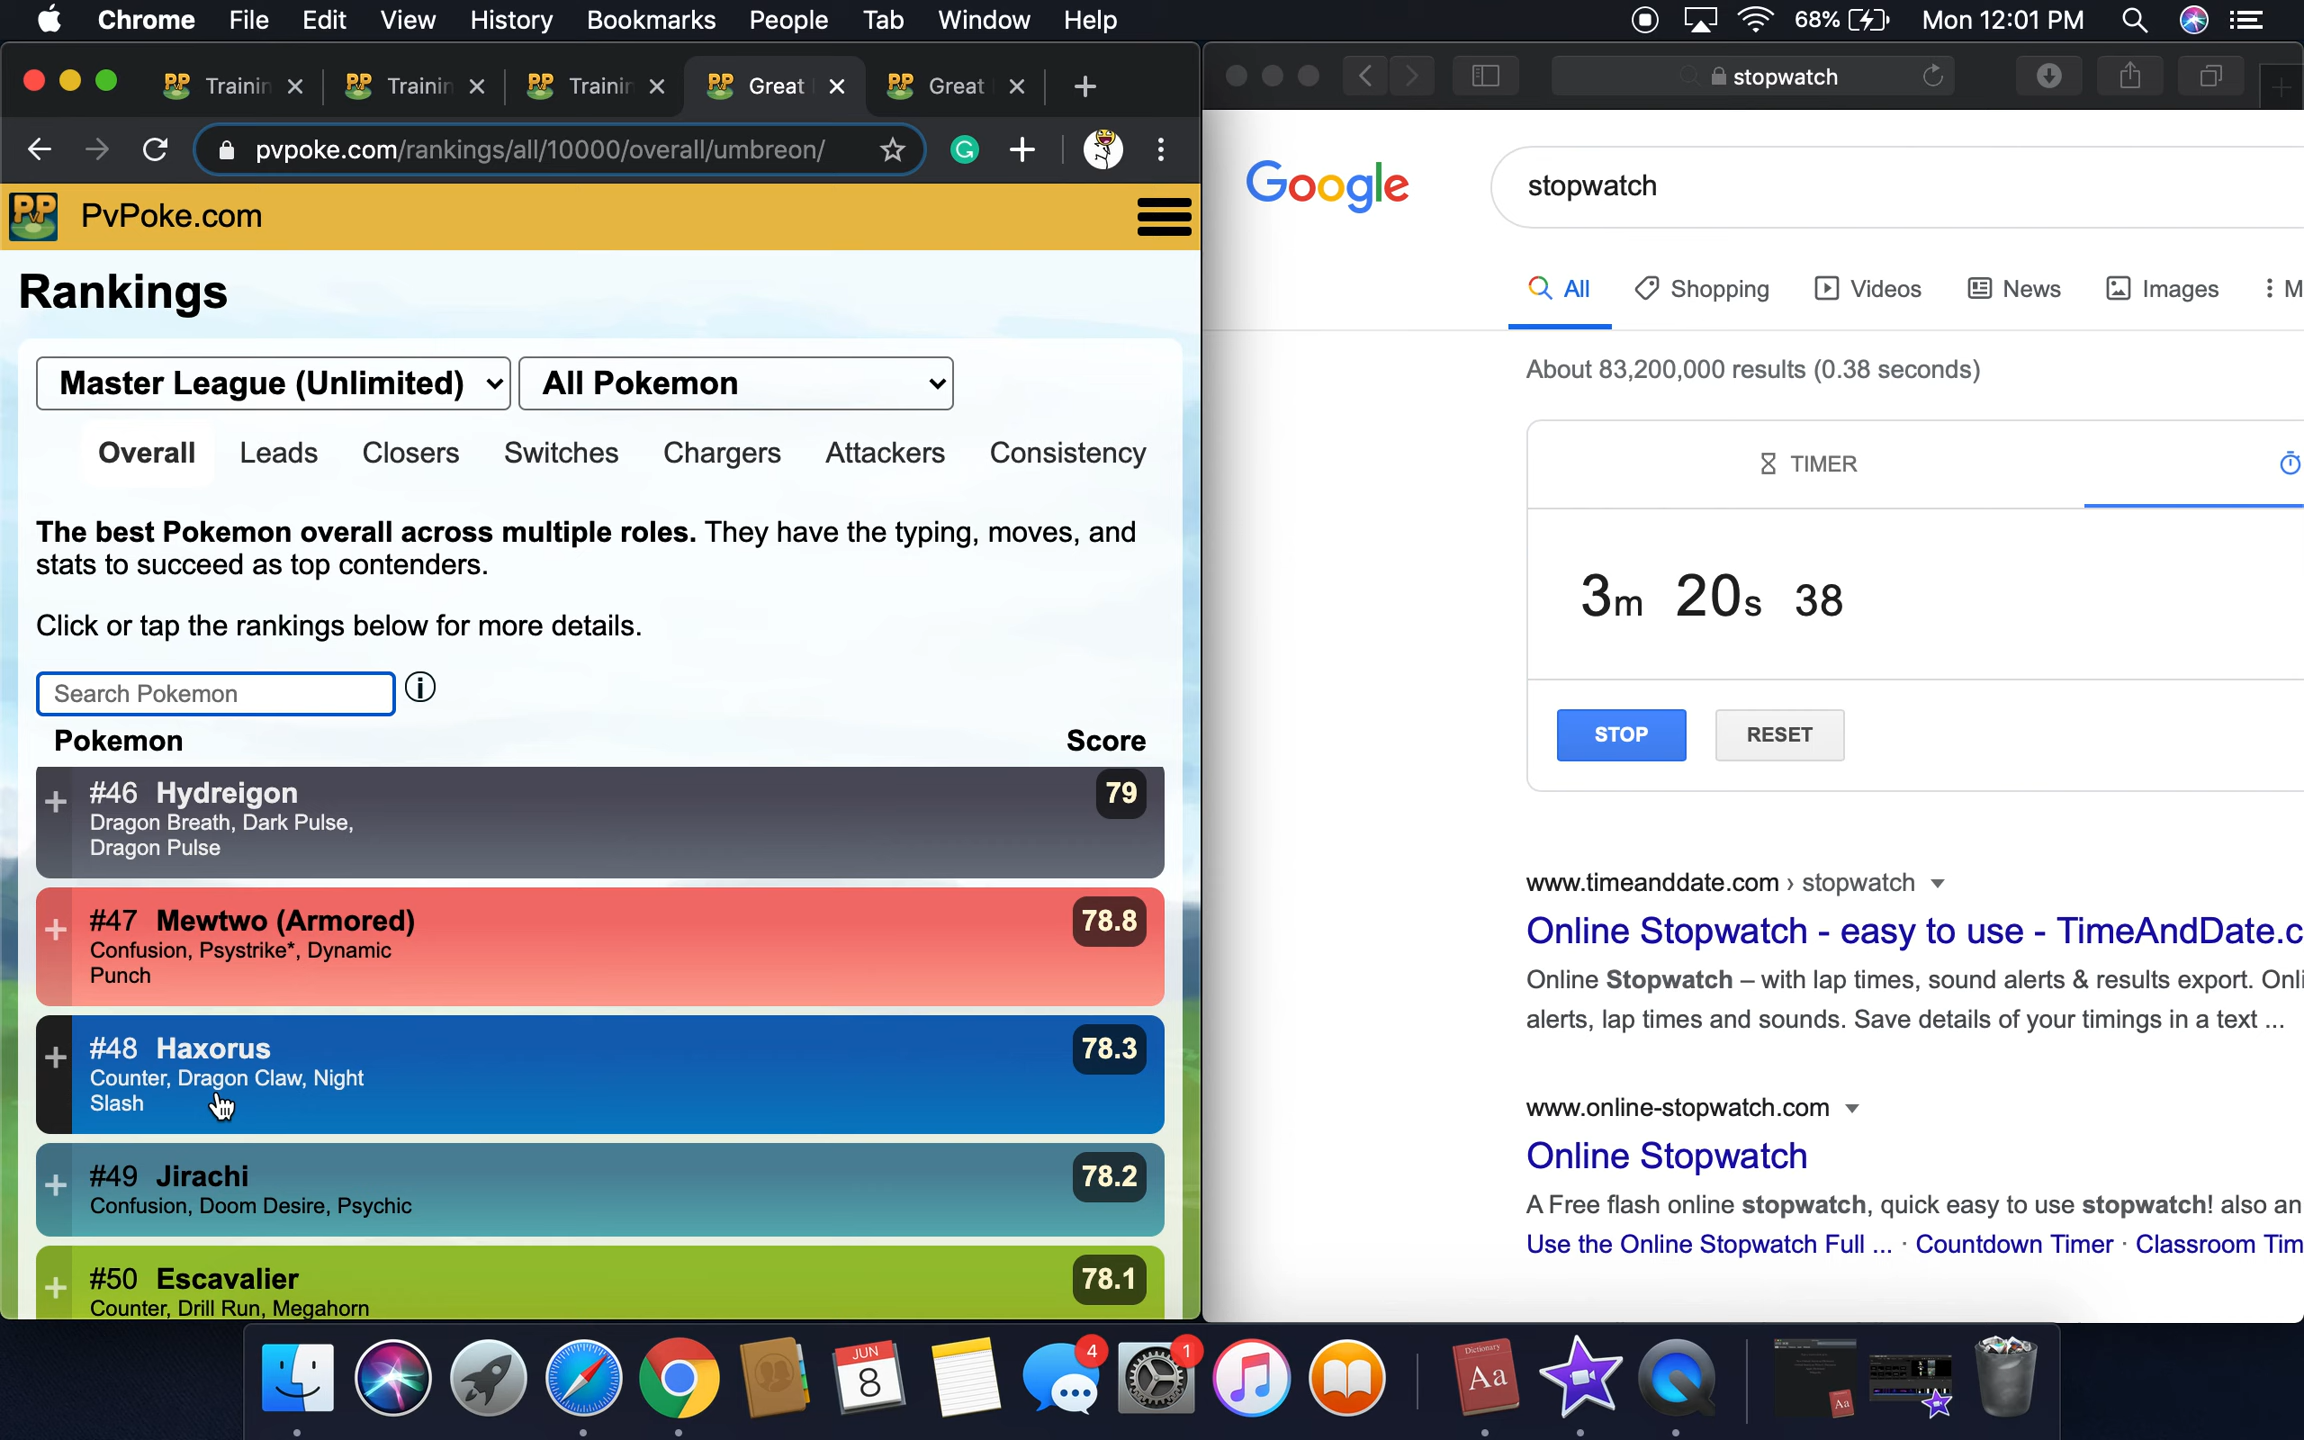 Chrome File Edit View History Bookmarks People Tab Window Help 68% Mon 12:01 PM
Trainin Trainin Trainin Great Great
pvpoke.com/rankings/all/10000/overall/umbreon/
PvPoke.com
Rankings
Master League (Unlimited) All Pokemon
Overall Leads Closers Switches Chargers Attackers Consistency
The best Pokemon overall across multiple roles. They have the typing, moves, and
stats to succeed as top contenders.
Click or tap the rankings below for more details.
Search Pokemon
Pokemon Score
+ #46 Hydreigon 79
Dragon Breath, Dark Pulse,
Dragon Pulse
+ #47 Mewtwo (Armored) 78.8
Confusion, Psystrike*, Dynamic
Punch
+ #48 Haxorus 78.3
Counter, Dragon Claw, Night
Slash
+ #49 Jirachi 78.2
Confusion, Doom Desire, Psychic
+ #50 Escavalier 78.1
Counter, Drill Run, Megahorn
stopwatch
Google stopwatch
All Shopping Videos News Images M
About 83,200,000 results (0.38 seconds)
TIMER
3m 20s 38
STOP RESET
www.timeanddate.com › stopwatch
Online Stopwatch - easy to use - TimeAndDate.c
Online Stopwatch – with lap times, sound alerts & results export. Onli
alerts, lap times and sounds. Save details of your timings in a text ...
www.online-stopwatch.com
Online Stopwatch
A Free flash online stopwatch, quick easy to use stopwatch! also an
Use the Online Stopwatch Full ... · Countdown Timer · Classroom Tim
JUN
8
4
1
Dictionary
Aa
Aa